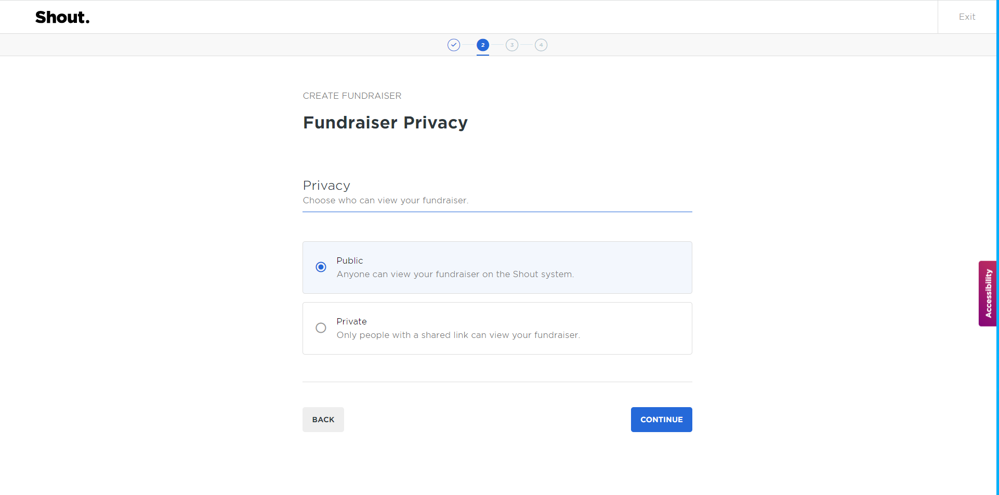 Shout.
Exit
2
3
4
CREATE FUNDRAISER
Fundraiser Privacy
Privacy
Choose who can view your fundraiser.
Public
Anyone can view your fundraiser on the Shout system.
Accessibility
Private
Only people with a shared link can view your fundraiser.
BACK
CONTINUE